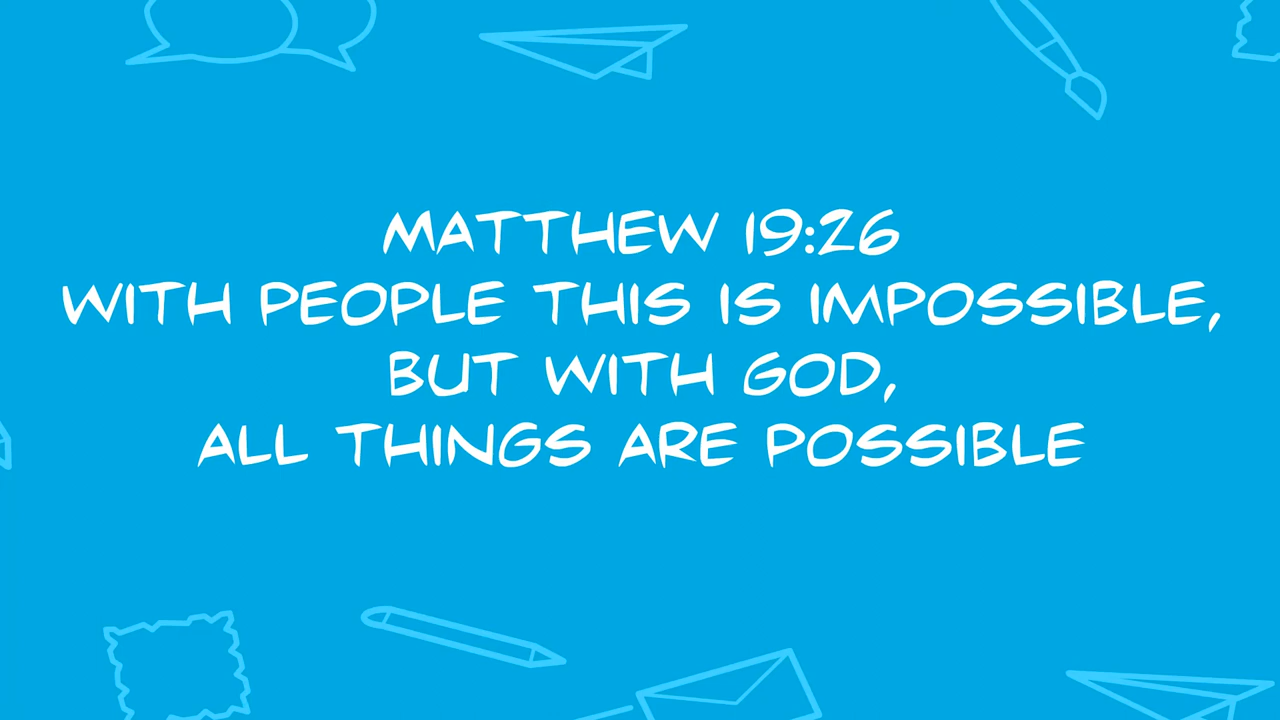 MATTHEW 19:26
WITH PEOPLE THIS IS IMPOSSIBLE,
BUT WITH GOD,
ALL THINGS ARE POSSIBLE